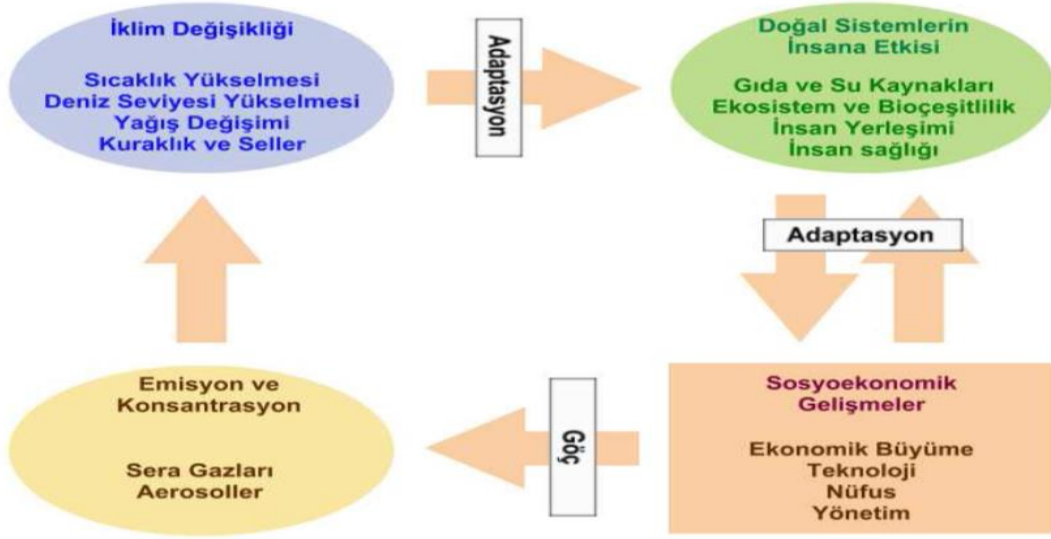 İklim Değişikliği
Sıcaklık Yükselmesi
Deniz Seviyesi Yükselmesi
Yağış Değişimi
Kuraklık ve Seller
Adaptasyon
Doğal Sistemlerin
İnsana Etkisi
Gıda ve Su Kaynakları
Ekosistem ve Bioçeşitlilik
İnsan Yerleşimi
İnsan sağlığı
Adaptasyon
Emisyon ve
Konsantrasyon
Sera Gazları
Aerosoller
Göç
Sosyoekonomik
Gelişmeler
Ekonomik Büyüme
Teknoloji
Nüfus
Yönetim